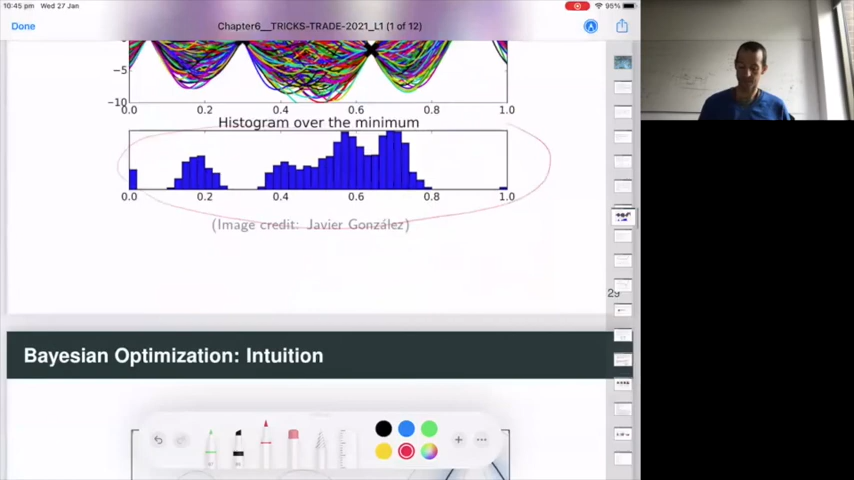 10:45 pm Wed 27 Jan
95%
Done
Chapter6__TRICKS-TRADE-2021_L1 (1 of 12)
−5
−10
0.0 0.2 0.4 0.6 0.8 1.0
Histogram over the minimum
0.0 0.2 0.4 0.6 0.8 1.0
(Image credit: Javier González)
29
Bayesian Optimization: Intuition